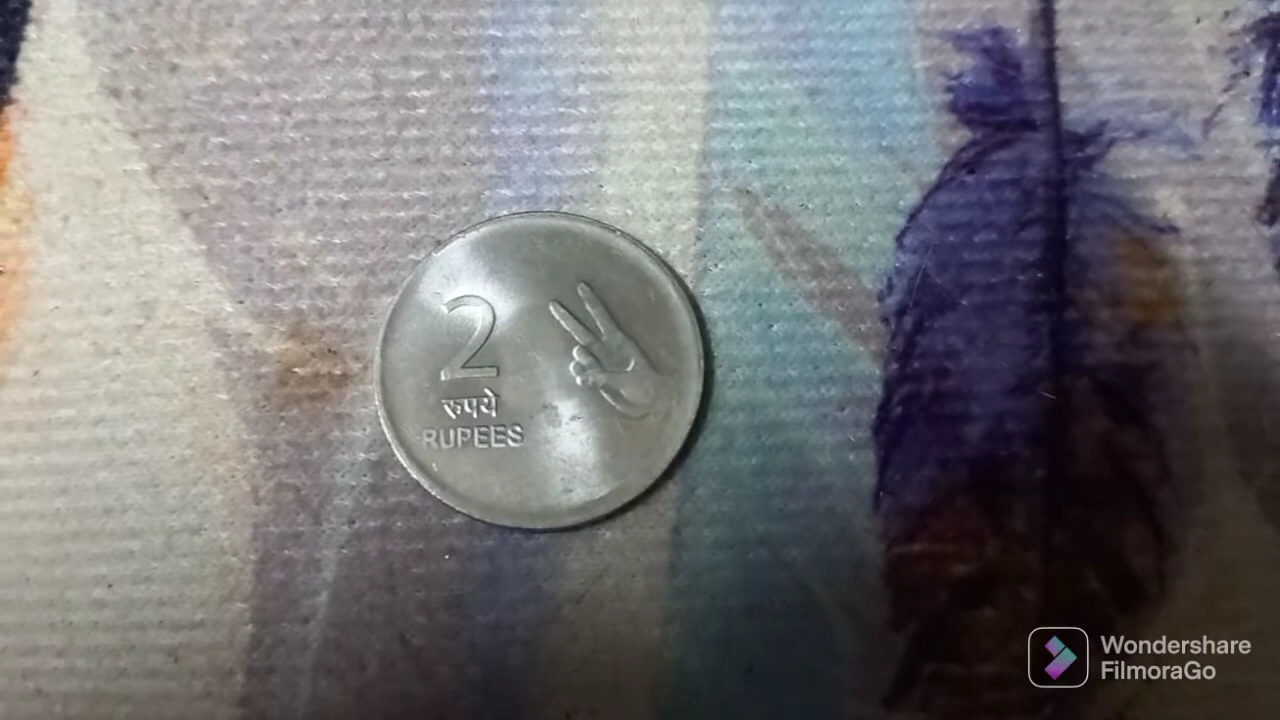 2
रुपये
RUPEES
Wondershare
FilmoraGo